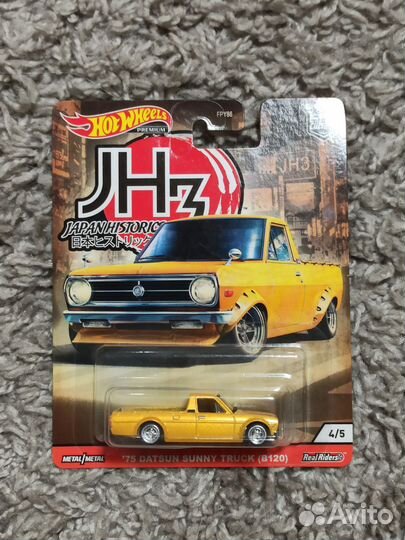 Hot Wheels
PREMIUM
FPY86
JH3
JH3
JAPAN HISTORIC
日本ヒストリック
4/5
METAL/METAL
'75 DATSUN SUNNY TRUCK (B120)
Real Riders
Avito